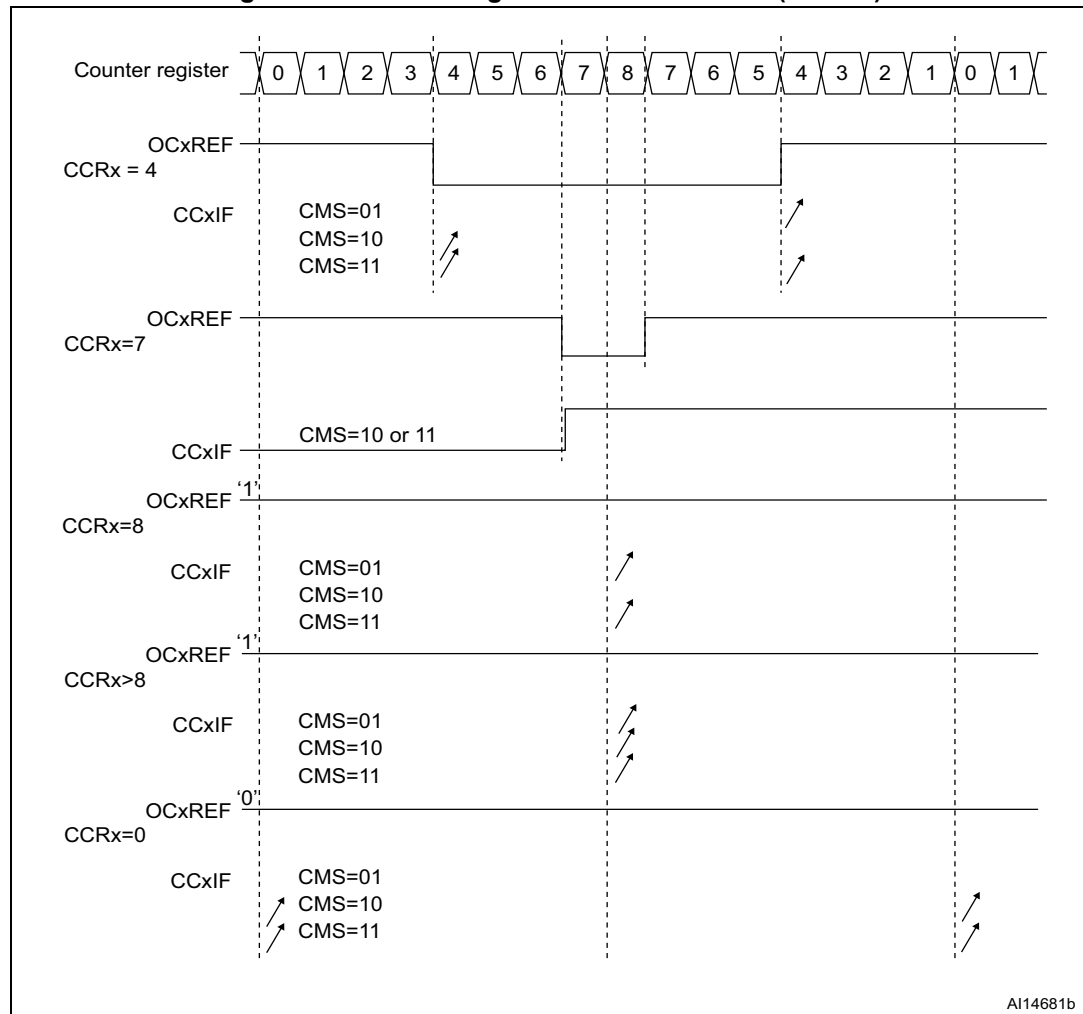 Counter register 0 1 2 3 4 5 6 7 8 7 6 5 4 3 2 1 0 1
OCxREF
CCRx = 4
CCxIF
CMS=01
CMS=10
CMS=11
OCxREF
CCRx=7
CMS=10 or 11
CCxIF
OCxREF '1'
CCRx=8
CCxIF
CMS=01
CMS=10
CMS=11
OCxREF '1'
CCRx>8
CCxIF
CMS=01
CMS=10
CMS=11
OCxREF '0'
CCRx=0
CCxIF
CMS=01
CMS=10
CMS=11
AI14681b